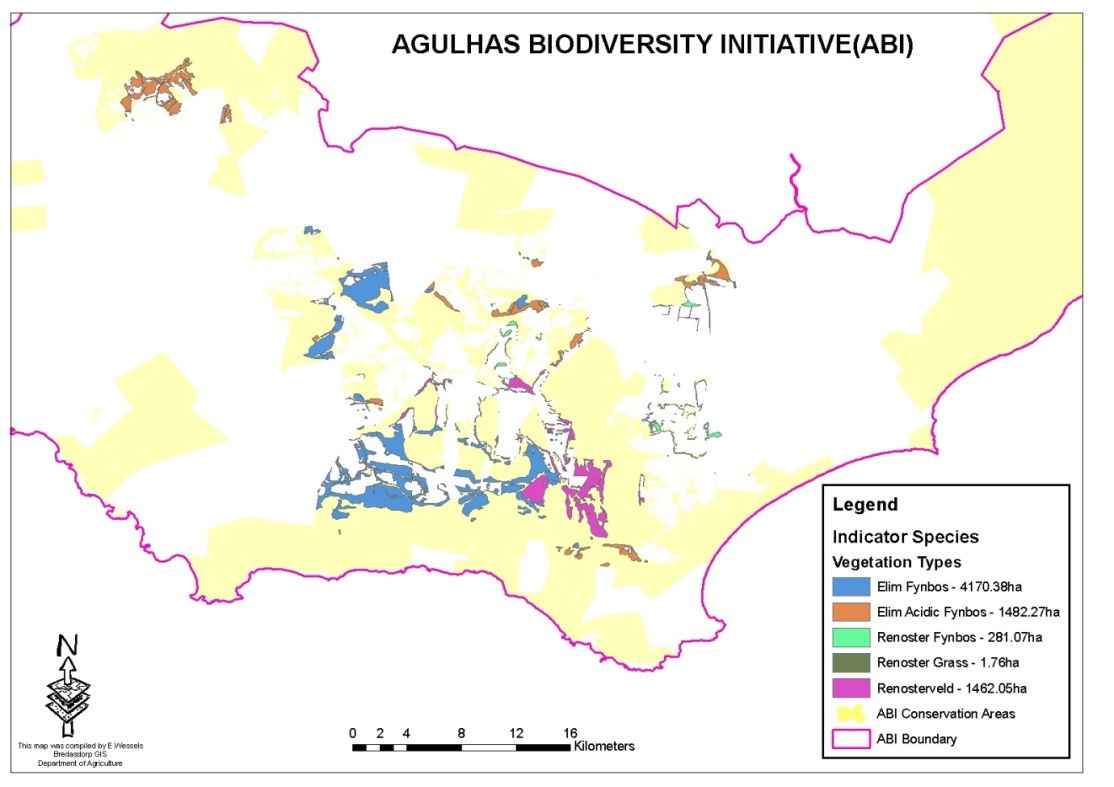 AGULHAS BIODIVERSITY INITIATIVE(ABI)
Legend
Indicator Species
Vegetation Types
Elim Fynbos - 4170.38ha
Elim Acidic Fynbos - 1482.27ha
Renoster Fynbos - 281.07ha
Renoster Grass - 1.76ha
Renosterveld - 1462.05ha
ABI Conservation Areas
ABI Boundary
N
This map was compiled by E.Wessels
Bredasdorp GIS
Department of Agriculture
0 2 4 8 12 16
Kilometers